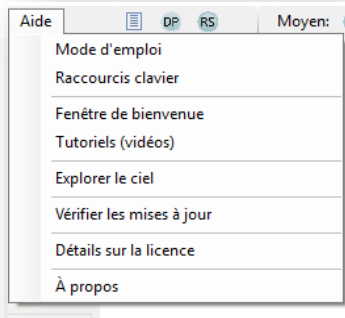 Aide DP RS Moyen:
Mode d'emploi
Raccourcis clavier
Fenêtre de bienvenue
Tutoriels (vidéos)
Explorer le ciel
Vérifier les mises à jour
Détails sur la licence
À propos